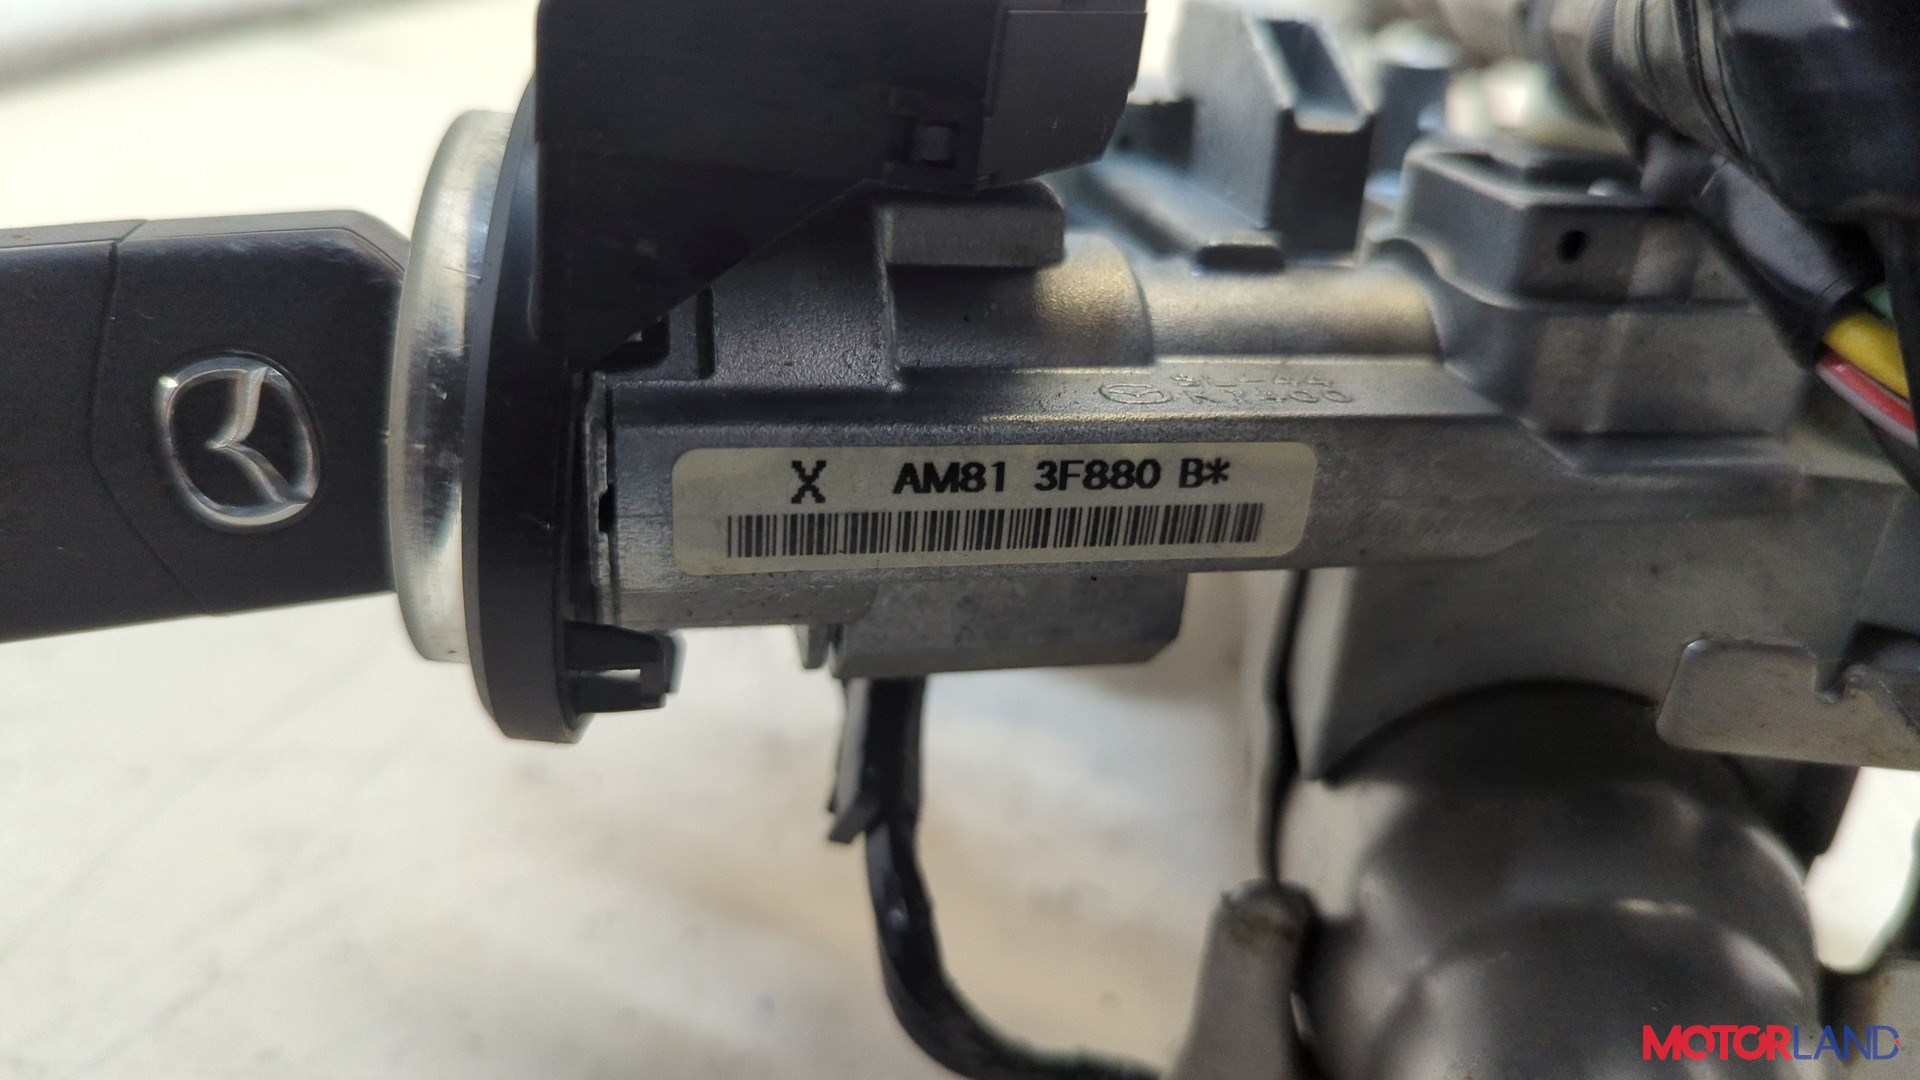 X AM81 3F880 B*
MOTORLAND